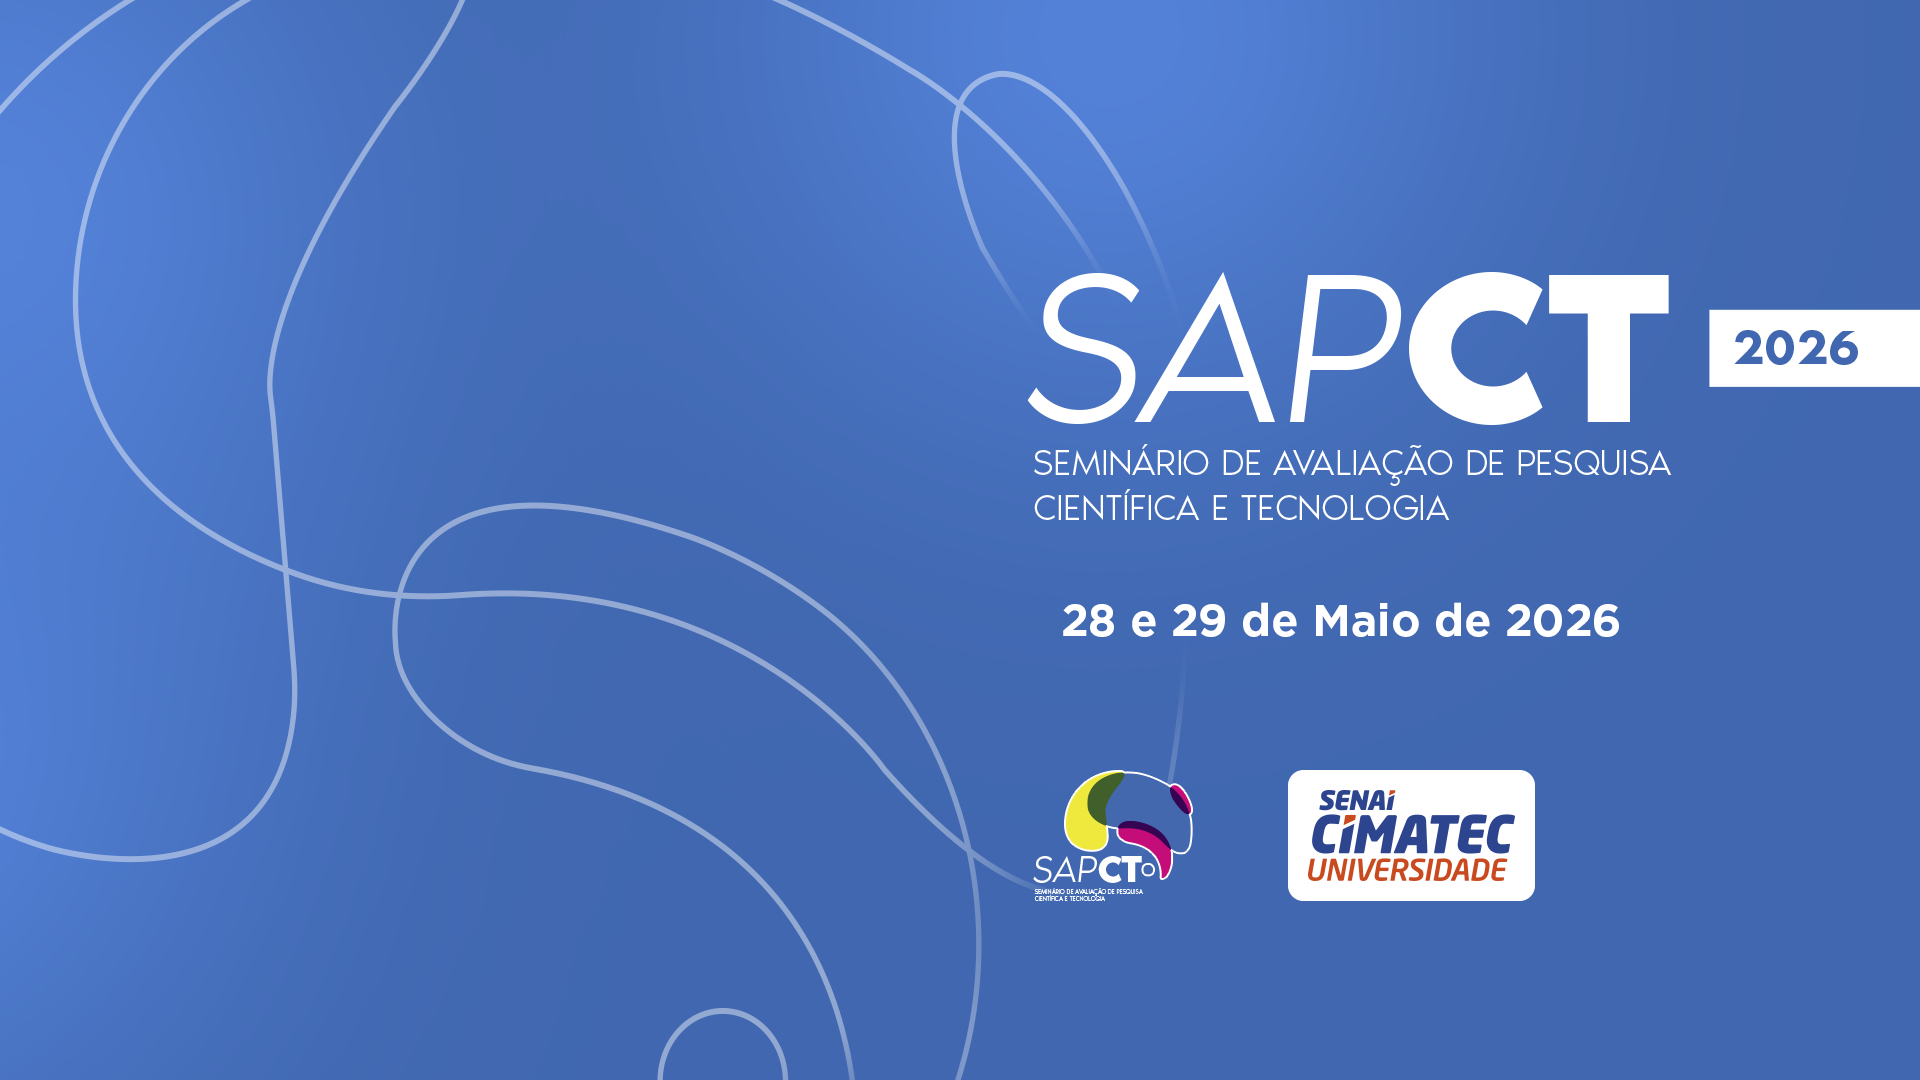 SAPCT
2026
SEMINÁRIO DE AVALIAÇÃO DE PESQUISA
CIENTÍFICA E TECNOLOGIA
28 e 29 de Maio de 2026
SAPCT
SEMINÁRIO DE AVALIAÇÃO DE PESQUISA
CIENTÍFICA E TECNOLOGIA
SENAI
CIMATEC
UNIVERSIDADE